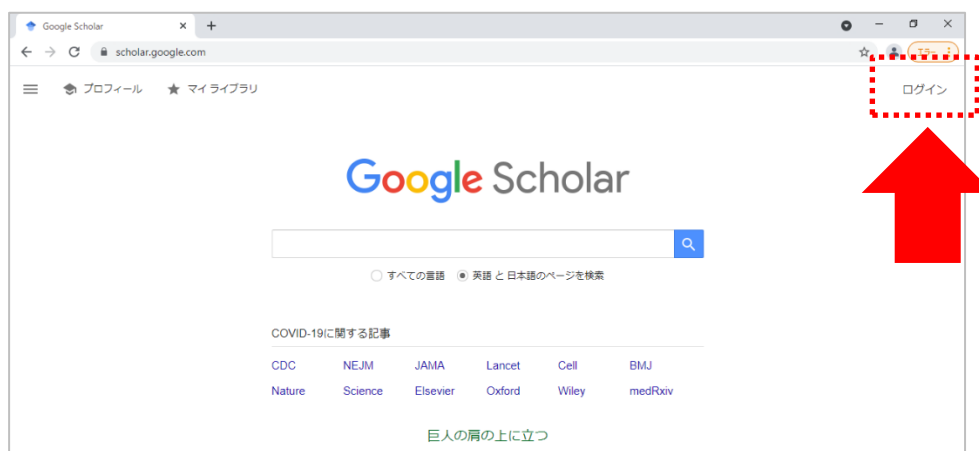 Google Scholar
scholar.google.com
エラー
プロフィール マイライブラリ ログイン
Google Scholar
すべての言語 英語 と 日本語のページを検索
COVID-19に関する記事
CDC NEJM JAMA Lancet Cell BMJ
Nature Science Elsevier Oxford Wiley medRxiv
巨人の肩の上に立つ